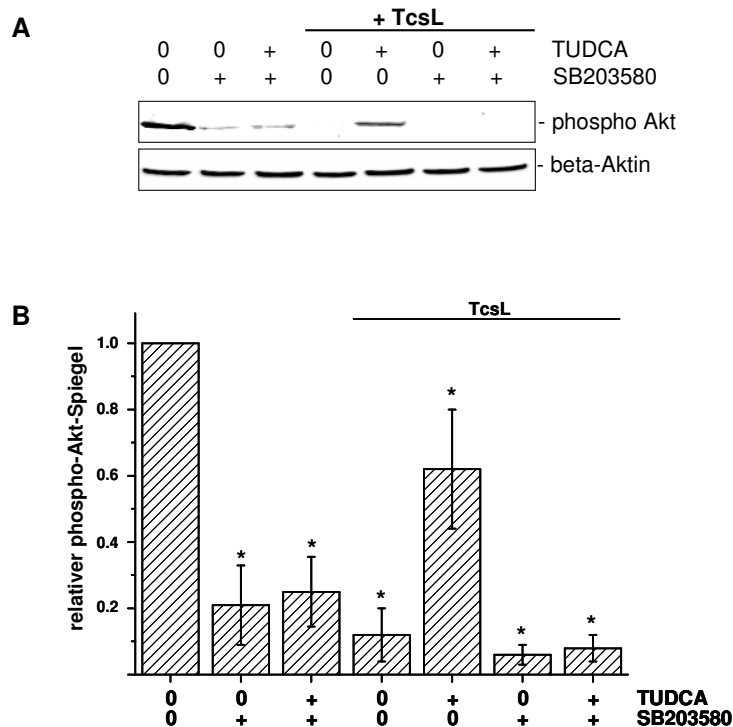 A
+ TcsL
0 0 + 0 + 0 + TUDCA
0 + + 0 0 + + SB203580
- phospho Akt
- beta-Aktin
B
TcsL
relativer phospho-Akt-Spiegel
1.0
0.8
0.6
0.4
0.2
* * * * * *
0 0 + 0 + 0 + TUDCA
0 + + 0 0 + + SB203580